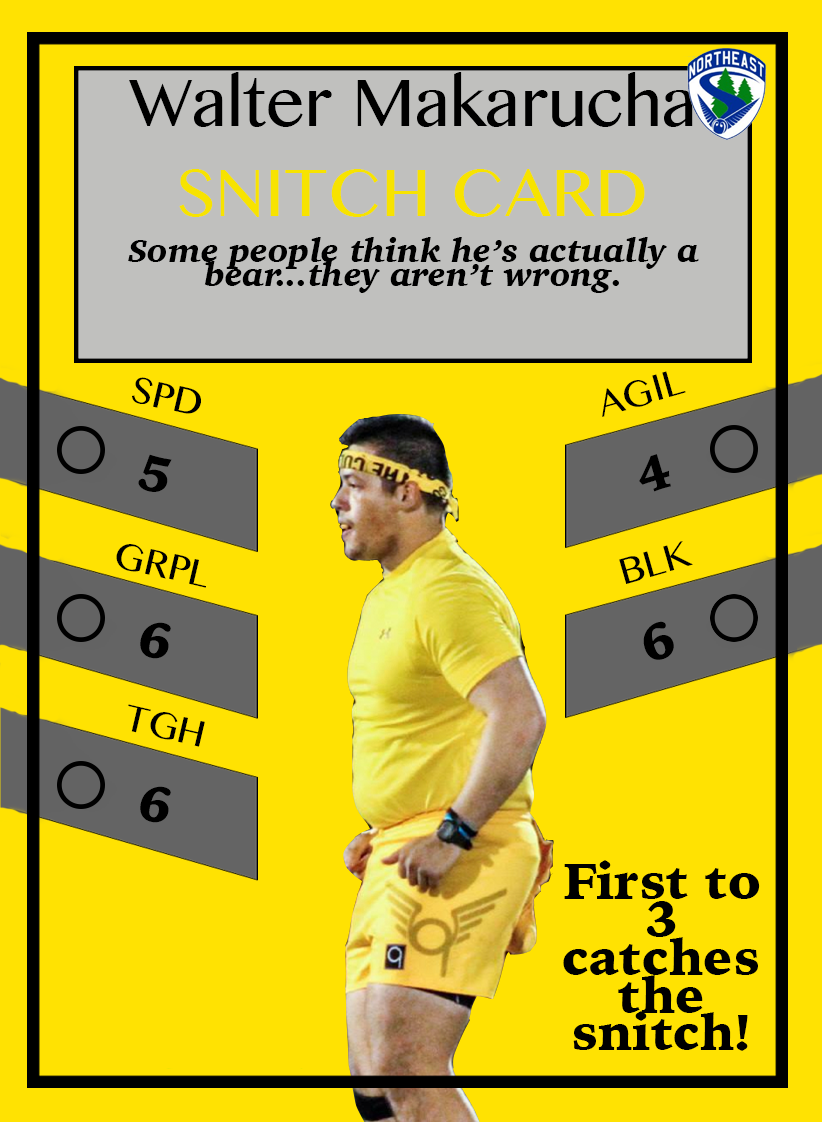 Walter Makarucha
NORTHEAST
SNITCH CARD
Some people think he's actually a
bear...they aren't wrong.
SPD
5
AGIL
4
GRPL
6
BLK
6
TGH
6
THE
First to
3
catches
the
snitch!